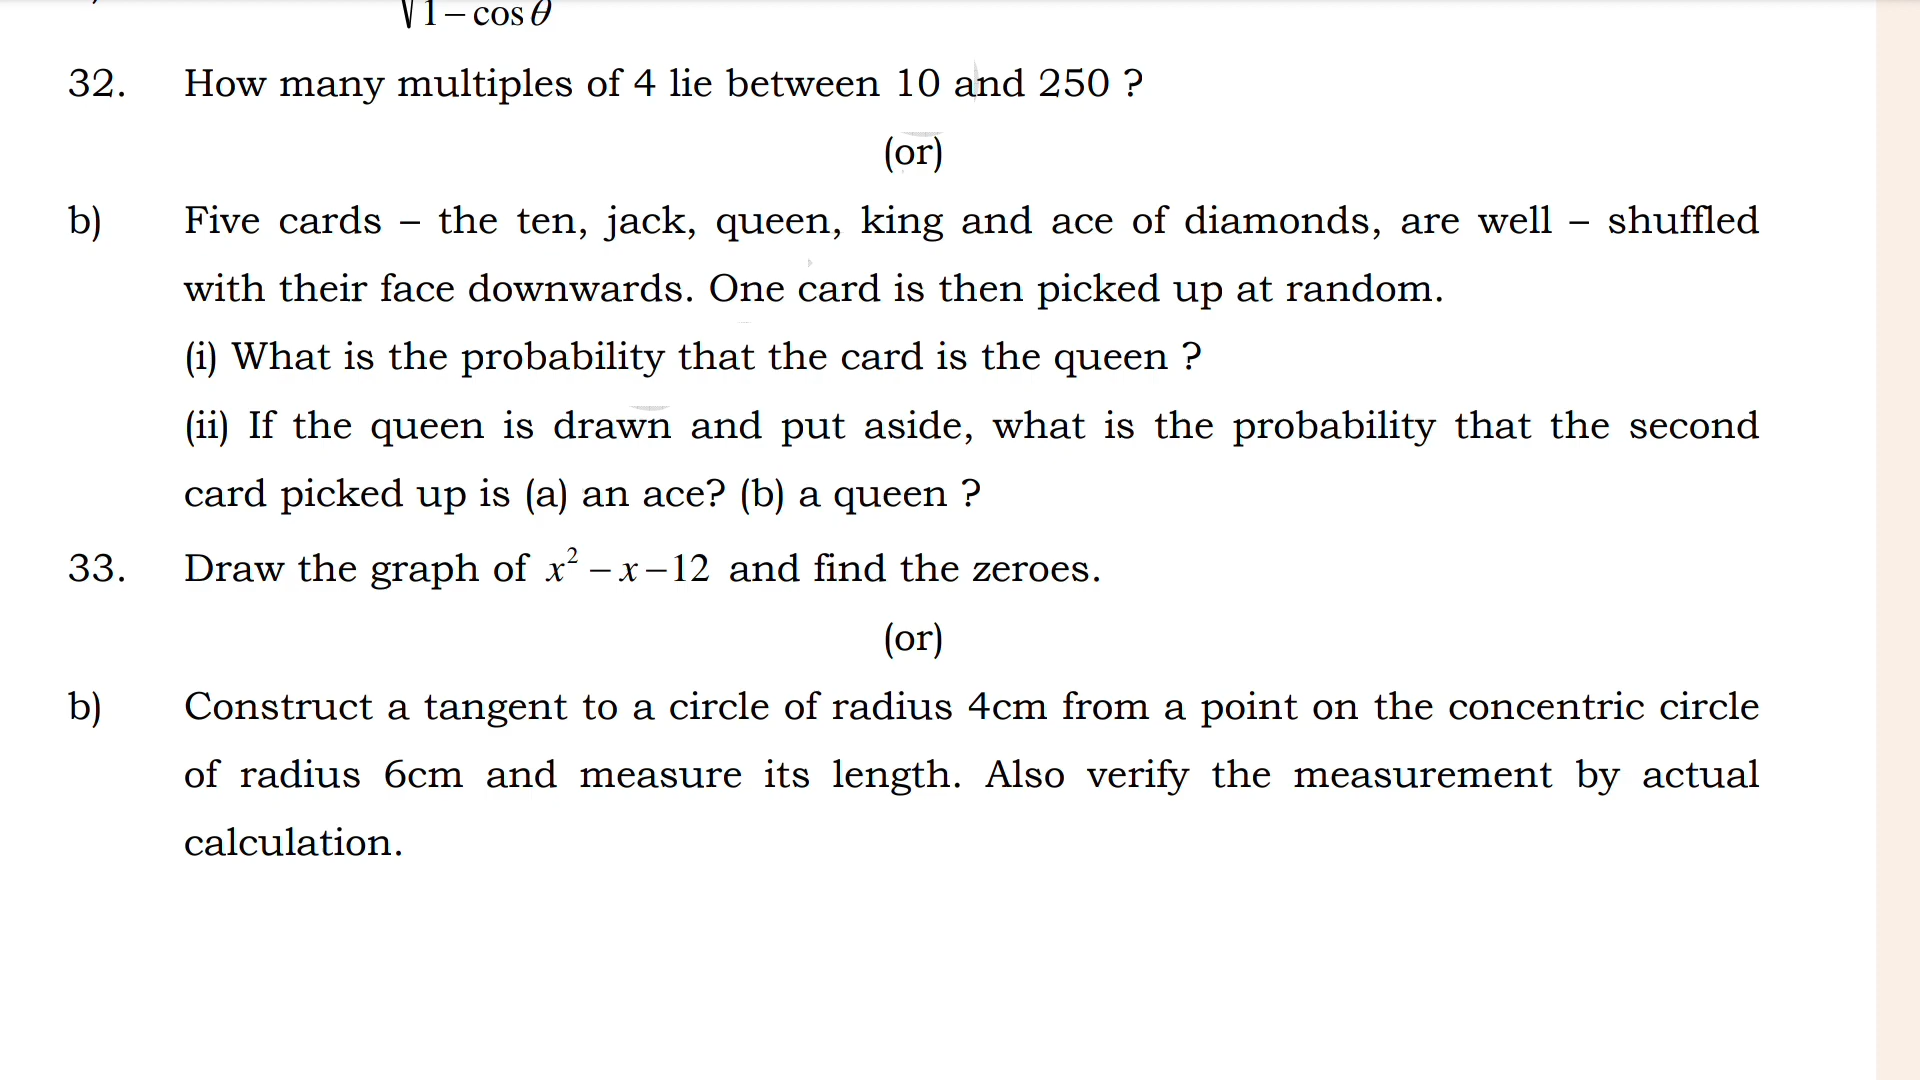 √1 – cos θ
32. How many multiples of 4 lie between 10 and 250 ?
(or)
b) Five cards – the ten, jack, queen, king and ace of diamonds, are well – shuffled
with their face downwards. One card is then picked up at random.
(i) What is the probability that the card is the queen ?
(ii) If the queen is drawn and put aside, what is the probability that the second
card picked up is (a) an ace? (b) a queen ?
33. Draw the graph of x² – x – 12 and find the zeroes.
(or)
b) Construct a tangent to a circle of radius 4cm from a point on the concentric circle
of radius 6cm and measure its length. Also verify the measurement by actual
calculation.